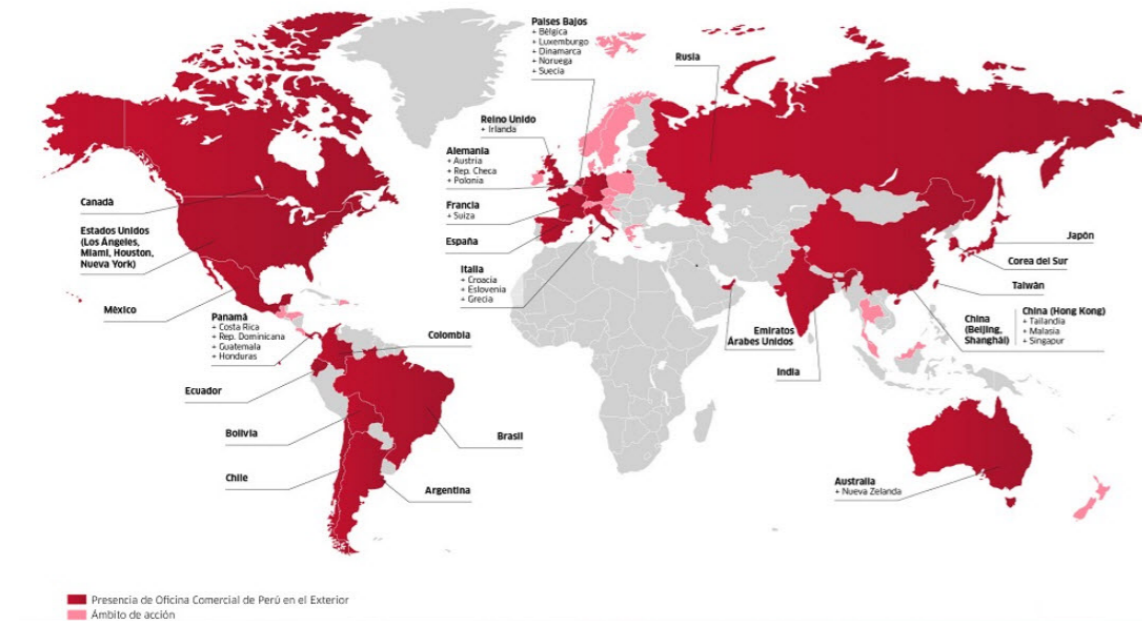 Países Bajos
+ Bélgica
+ Luxemburgo
+ Dinamarca
+ Noruega
+ Suecia
Rusia
Reino Unido
+ Irlanda
Alemania
+ Austria
+ Rep. Checa
+ Polonia
Canadá
Francia
+ Suiza
Estados Unidos
(Los Ángeles,
Miami, Houston,
Nueva York)
España
Japón
Corea del Sur
Italia
+ Croacia
+ Eslovenia
+ Grecia
Taiwán
México
Panamá
+ Costa Rica
+ Rep. Dominicana
+ Guatemala
+ Honduras
Colombia
Emiratos
Árabes Unidos
China
(Beijing,
Shanghái)
China (Hong Kong)
+ Tailandia
+ Malasia
+ Singapur
India
Ecuador
Bolivia
Brasil
Chile
Argentina
Australia
+ Nueva Zelanda
Presencia de Oficina Comercial de Perú en el Exterior
Ámbito de acción